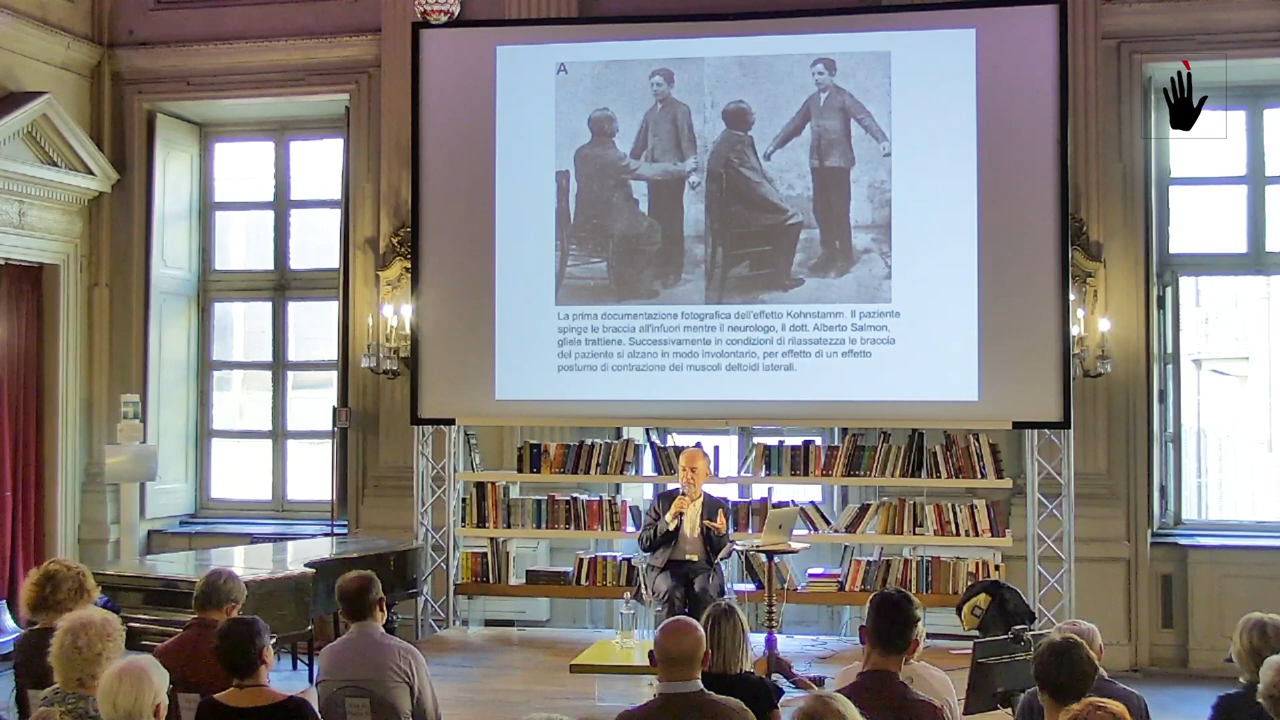 A
La prima documentazione fotografica dell'effetto Kohnstamm. Il paziente
spinge le braccia all'infuori mentre il neurologo, il dott. Alberto Salmon,
gliele trattiene. Successivamente in condizioni di rilassatezza le braccia
del paziente si alzano in modo involontario, per effetto di un effetto
postumo di contrazione dei muscoli deltoidi laterali.